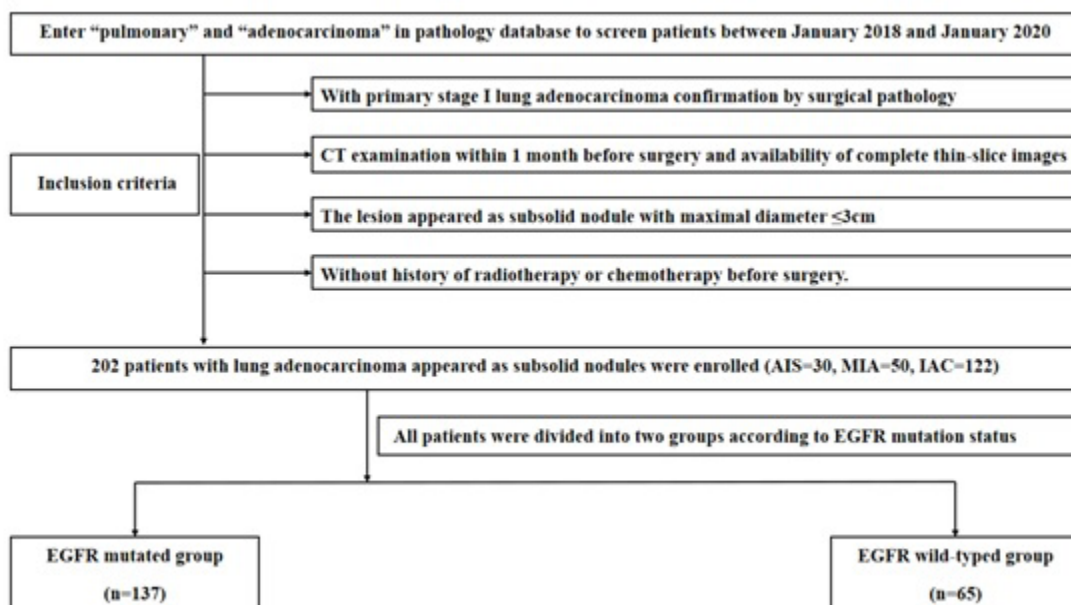 Enter “pulmonary” and “adenocarcinoma” in pathology database to screen patients between January 2018 and January 2020
With primary stage I lung adenocarcinoma confirmation by surgical pathology
CT examination within 1 month before surgery and availability of complete thin-slice images
Inclusion criteria
The lesion appeared as subsolid nodule with maximal diameter ≤3cm
Without history of radiotherapy or chemotherapy before surgery.
202 patients with lung adenocarcinoma appeared as subsolid nodules were enrolled (AIS=30, MIA=50, IAC=122)
All patients were divided into two groups according to EGFR mutation status
EGFR mutated group
(n=137)
EGFR wild-typed group
(n=65)